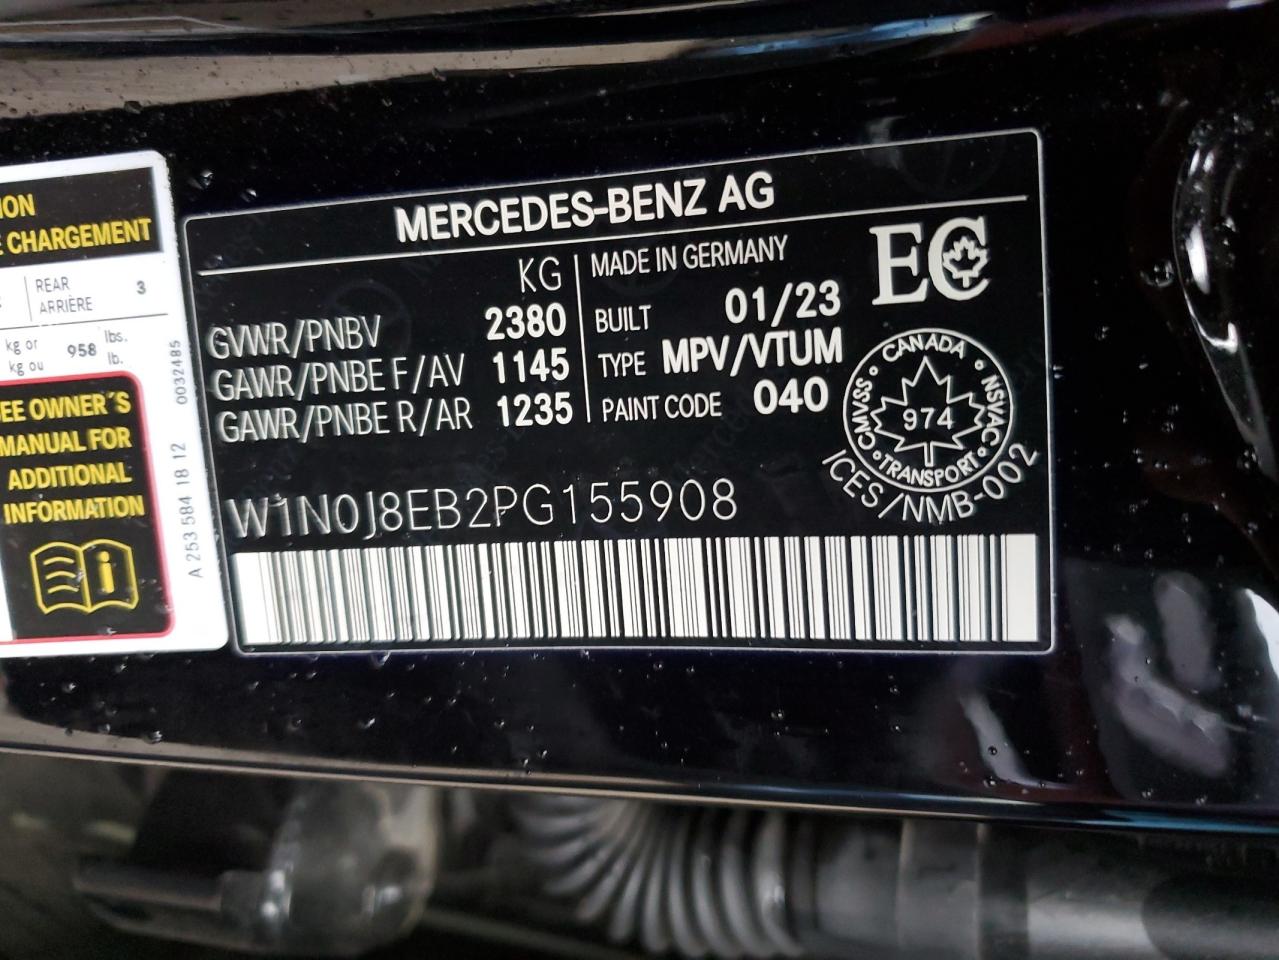 CHARGEMENT
REAR
ARRIÈRE
3
kg or
kg ou
958
lbs.
lb.
EE OWNER'S
MANUAL FOR
ADDITIONAL
INFORMATION
A 253 584 18 12 0032485
MERCEDES-BENZ AG
KG
GVWR/PNBV 2380
GAWR/PNBE F/AV 1145
GAWR/PNBE R/AR 1235
MADE IN GERMANY
BUILT 01/23
TYPE MPV/VTUM
PAINT CODE 040
EC
CANADA
CMVSS · NSVAC
974
TRANSPORT
ICES/NMB-002
W1N0J8EB2PG155908